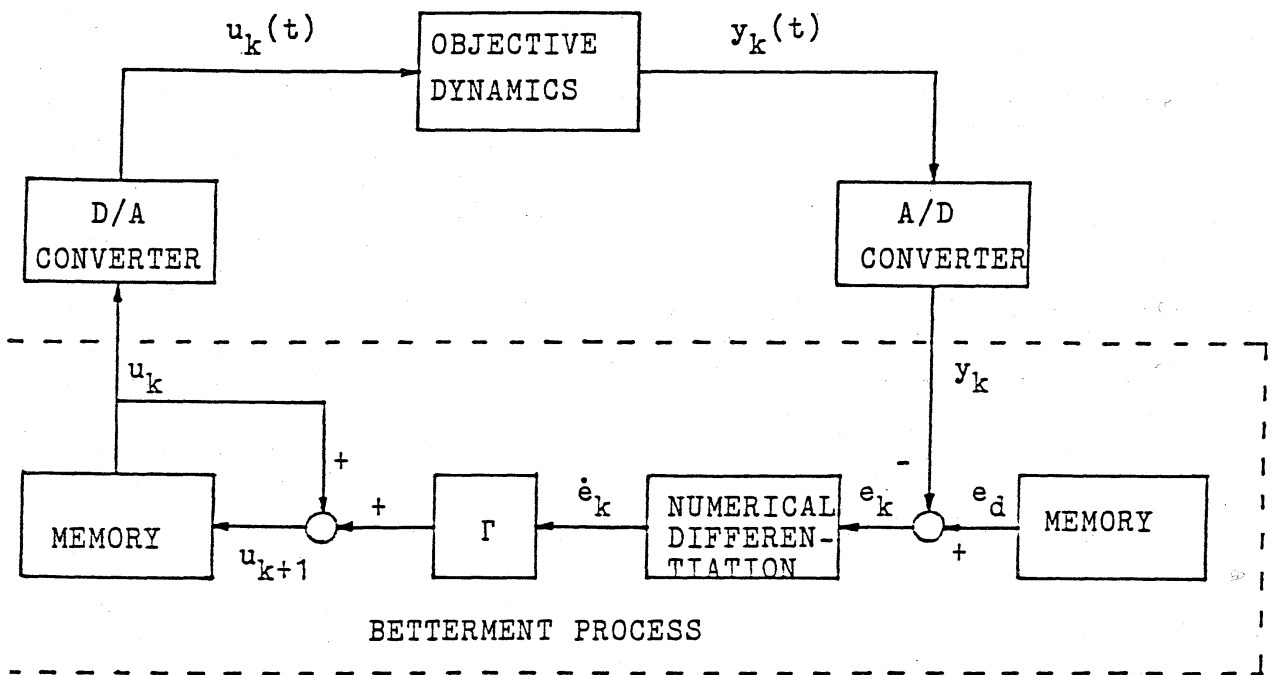 u_k(t)
OBJECTIVE
DYNAMICS
y_k(t)
D/A
CONVERTER
A/D
CONVERTER
u_k
y_k
+
-
MEMORY
u_{k+1}
+
Γ
ė_k
NUMERICAL
DIFFEREN-
TIATION
e_k
e_d
+
MEMORY
BETTERMENT PROCESS